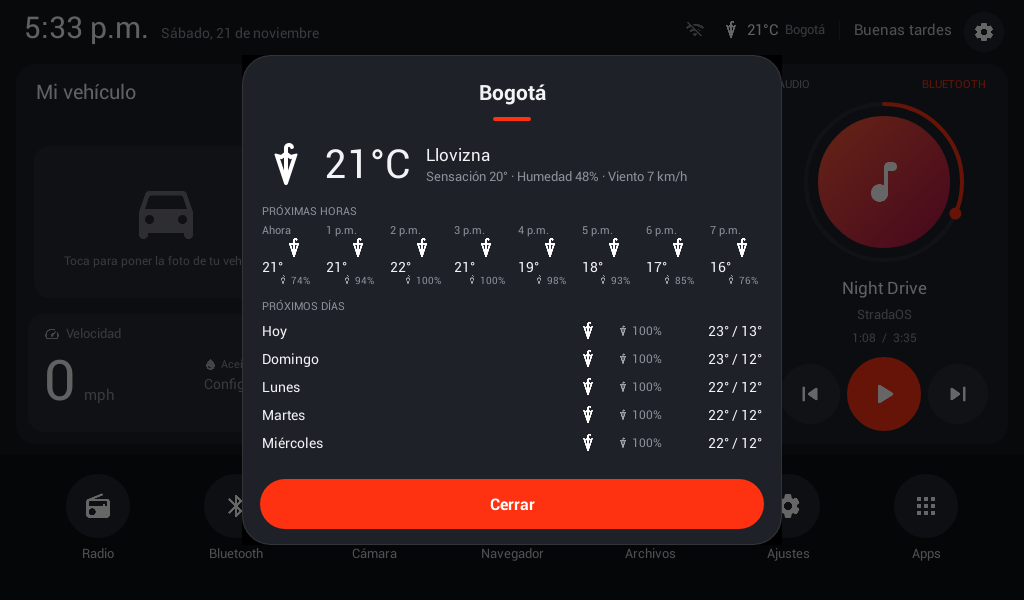 5:33 p.m. Sábado, 21 de noviembre
21°C Bogotá
Buenas tardes
Mi vehículo
AUDIO
BLUETOOTH
Toca para poner la foto de tu
Velocidad
0 mph
Night Drive
StradaOS
1:08 / 3:35
Bogotá
21°C
Llovizna
Sensación 20° · Humedad 48% · Viento 7 km/h
PRÓXIMAS HORAS
Ahora 1 p.m. 2 p.m. 3 p.m. 4 p.m. 5 p.m. 6 p.m. 7 p.m.
21° 21° 22° 21° 19° 18° 17° 16°
74% 94% 100% 100% 98% 93% 85% 76%
PRÓXIMOS DÍAS
Hoy 100% 23° / 13°
Domingo 100% 23° / 12°
Lunes 100% 22° / 12°
Martes 100% 22° / 12°
Miércoles 100% 22° / 12°
Cerrar
Radio
Bluetooth
Cámara
Navegador
Archivos
Ajustes
Apps